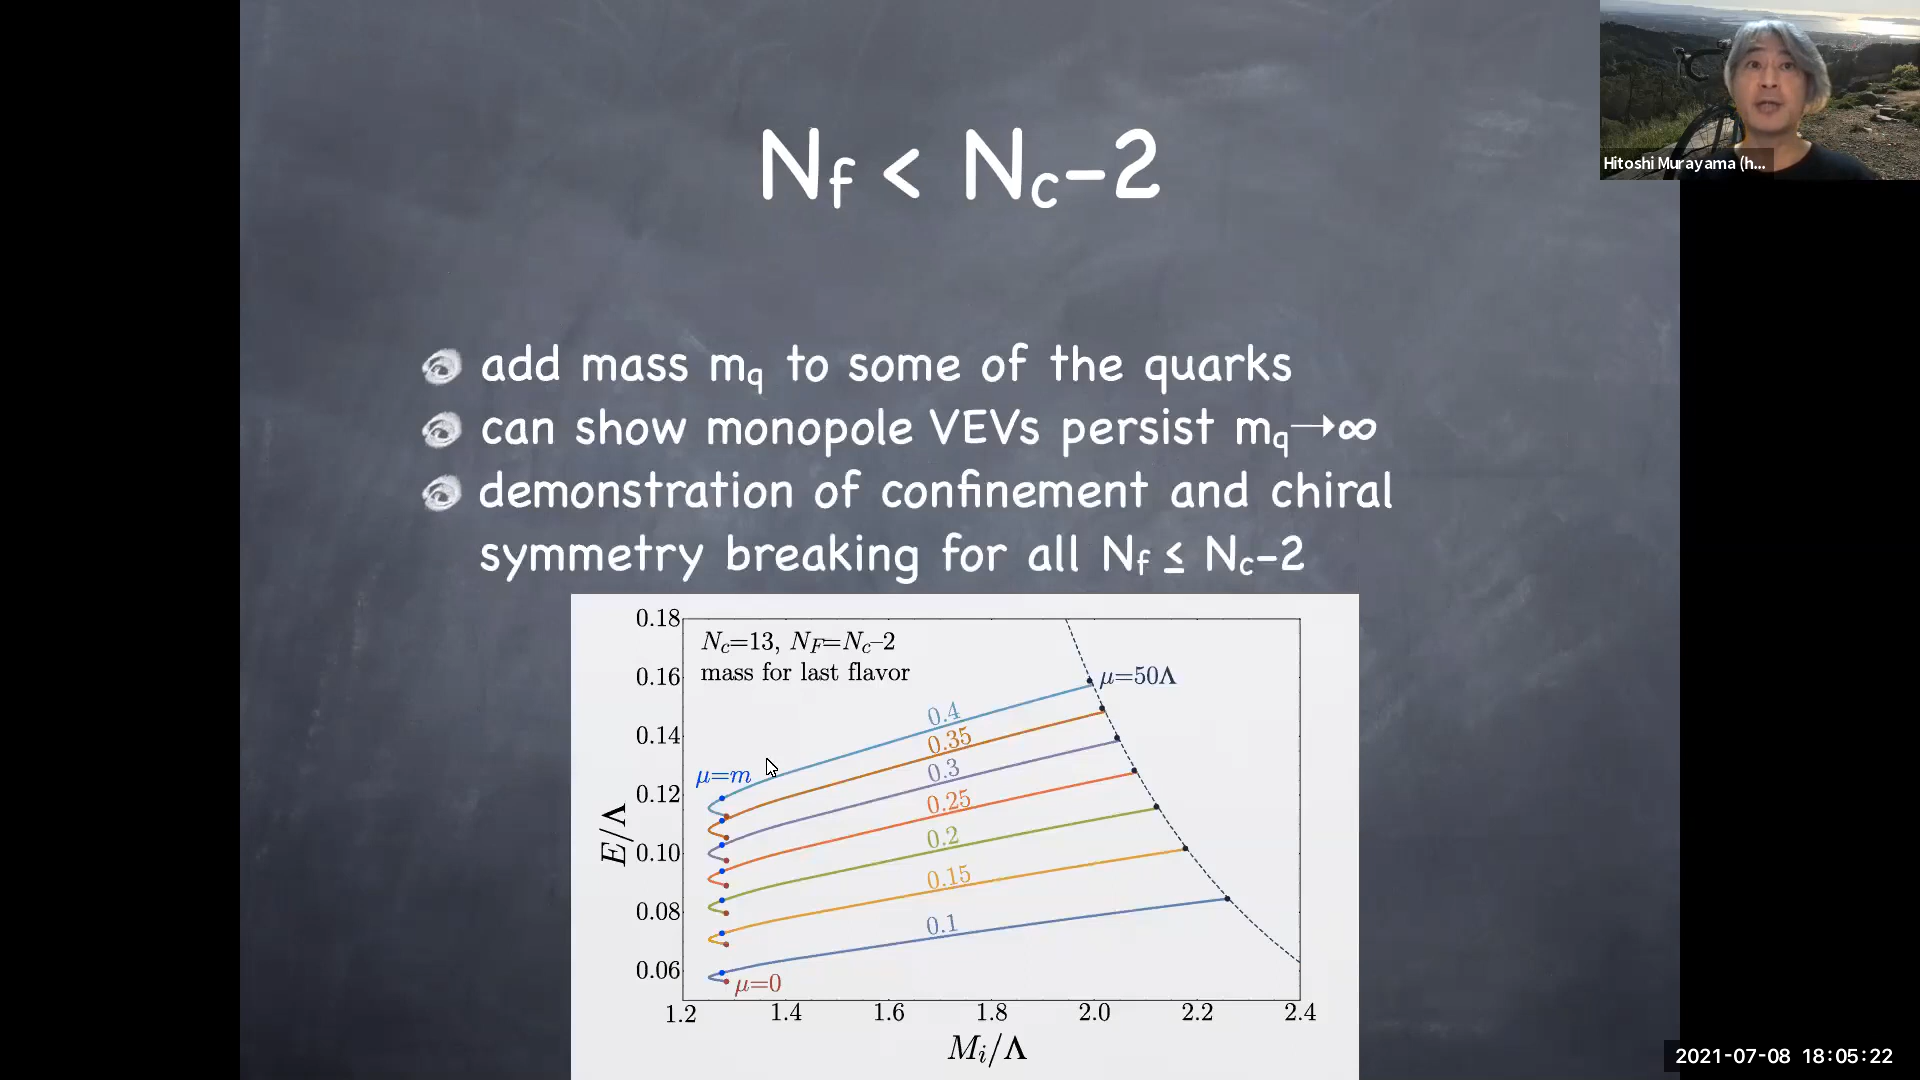 Nf < Nc-2
Hitoshi Murayama (h...
add mass mq to some of the quarks
can show monopole VEVs persist mq→∞
demonstration of confinement and chiral
symmetry breaking for all Nf ≤ Nc-2
Nc=13, NF=Nc–2
mass for last flavor
μ=50Λ
0.4
0.35
0.3
0.25
0.2
0.15
0.1
μ=m
μ=0
0.18
0.16
0.14
0.12
0.10
0.08
0.06
E/Λ
1.2 1.4 1.6 1.8 2.0 2.2 2.4
Mi/Λ
2021-07-08 18:05:22